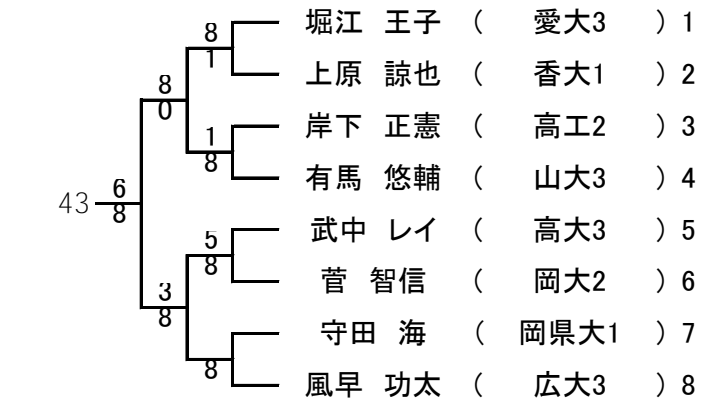 8
堀江 王子 ( 愛大3 ) 1
1
上原 諒也 ( 香大1 ) 2
8
0
1
岸下 正憲 ( 高工2 ) 3
8
有馬 悠輔 ( 山大3 ) 4
43
6
8
5
武中 レイ ( 高大3 ) 5
8
菅 智信 ( 岡大2 ) 6
3
8
守田 海 ( 岡県大1 ) 7
8
風早 功太 ( 広大3 ) 8